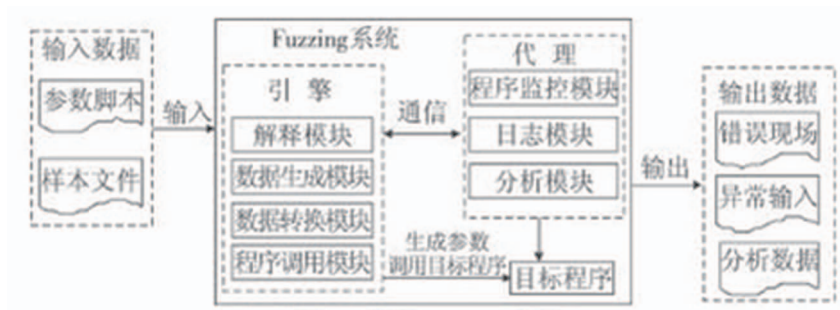 输入数据
参数脚本
样本文件
输入
Fuzzing系统
引擎
解释模块
数据生成模块
数据转换模块
程序调用模块
通信
代理
程序监控模块
日志模块
分析模块
生成参数
调用目标程序
目标程序
输出
输出数据
错误现场
异常输入
分析数据